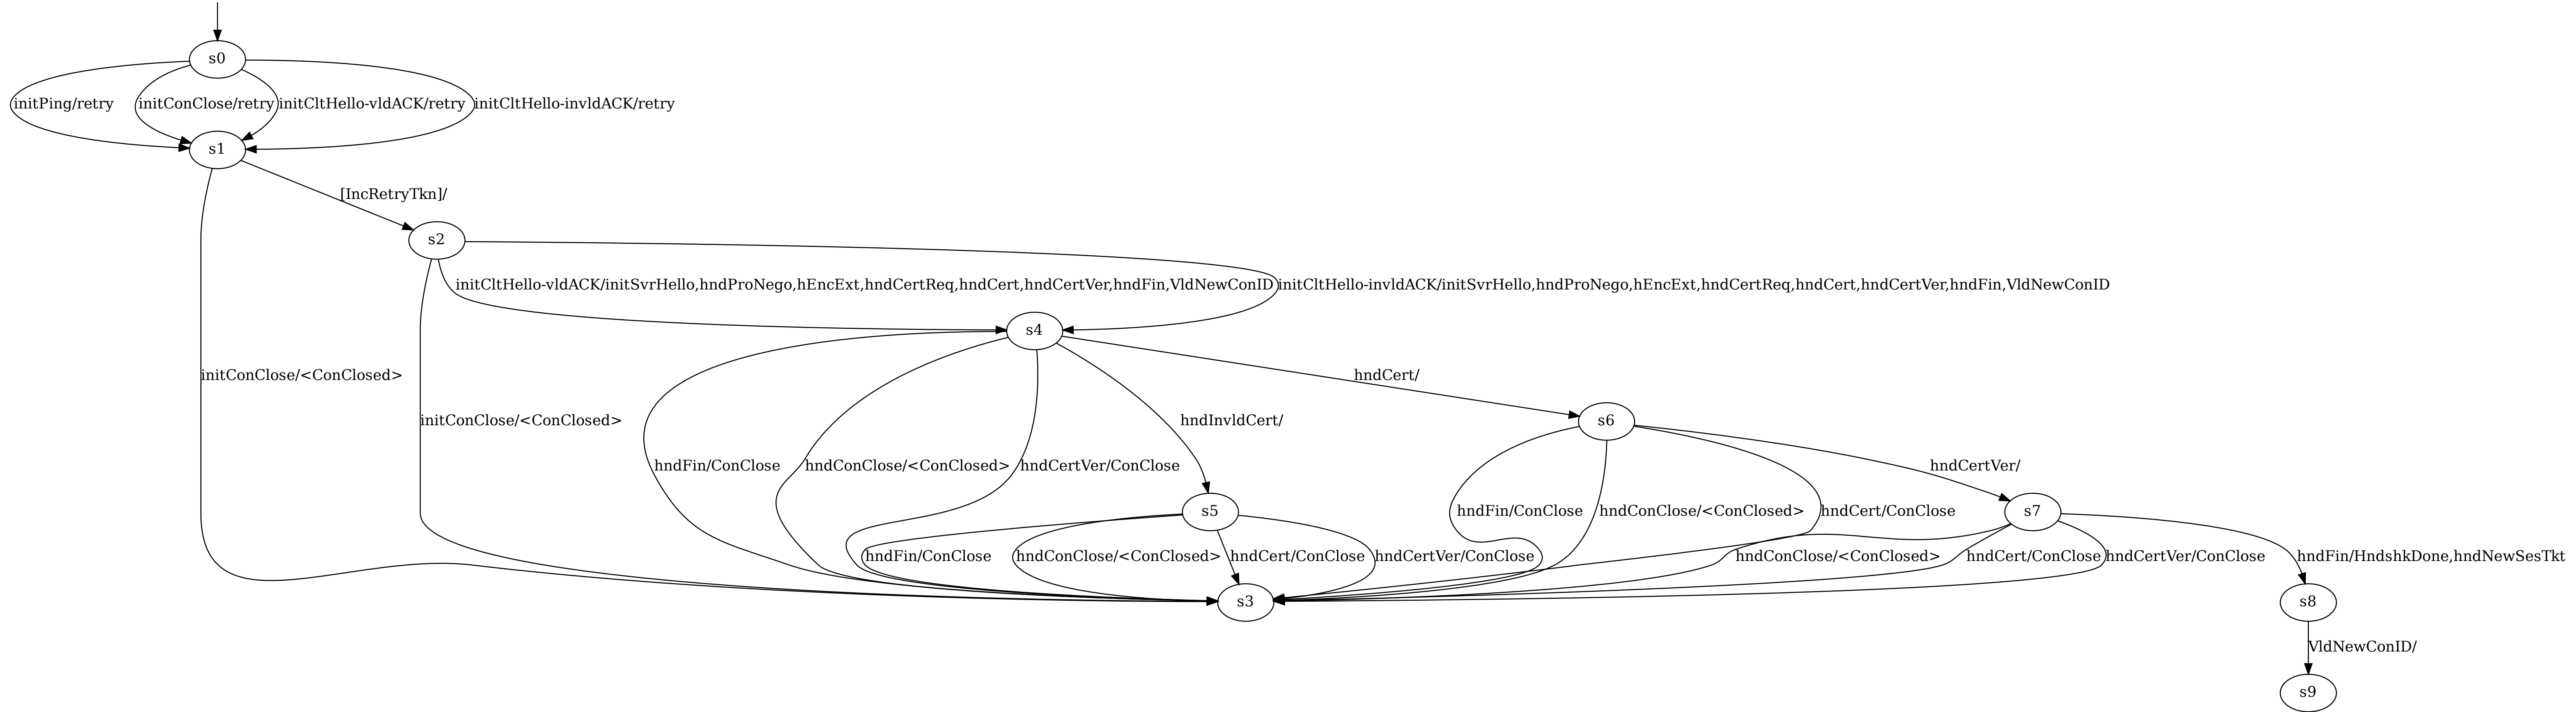 s0
initPing/retry
initConClose/retry
initCltHello-vldACK/retry
initCltHello-invldACK/retry
s1
[IncRetryTkn]/
s2
initCltHello-vldACK/initSvrHello,hndProNego,hEncExt,hndCertReq,hndCert,hndCertVer,hndFin,VldNewConID
initCltHello-invldACK/initSvrHello,hndProNego,hEncExt,hndCertReq,hndCert,hndCertVer,hndFin,VldNewConID
s4
initConClose/<ConClosed>
hndCert/
initConClose/<ConClosed>
hndInvldCert/
s6
hndFin/ConClose
hndConClose/<ConClosed>
hndCertVer/ConClose
hndCertVer/
s5
hndFin/ConClose
hndConClose/<ConClosed>
hndCert/ConClose
s7
hndFin/ConClose
hndConClose/<ConClosed>
hndCert/ConClose
hndCertVer/ConClose
hndConClose/<ConClosed>
hndCert/ConClose
hndCertVer/ConClose
hndFin/HndshkDone,hndNewSesTkt
s3
s8
VldNewConID/
s9